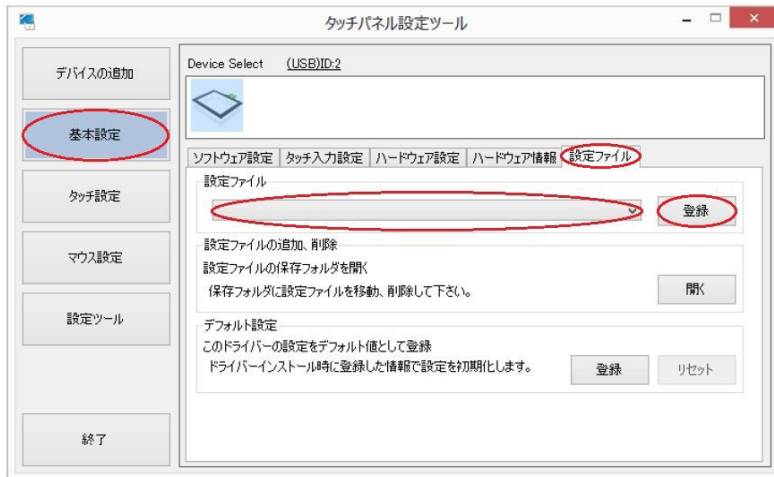 タッチパネル設定ツール
デバイスの追加
基本設定
タッチ設定
マウス設定
設定ツール
終了
Device Select (USB)ID:2
ソフトウェア設定 タッチ入力設定 ハードウェア設定 ハードウェア情報 設定ファイル
設定ファイル
登録
設定ファイルの追加、削除
設定ファイルの保存フォルダを開く
保存フォルダに設定ファイルを移動、削除して下さい。
開く
デフォルト設定
このドライバーの設定をデフォルト値として登録
ドライバーインストール時に登録した情報で設定を初期化します。
登録 リセット